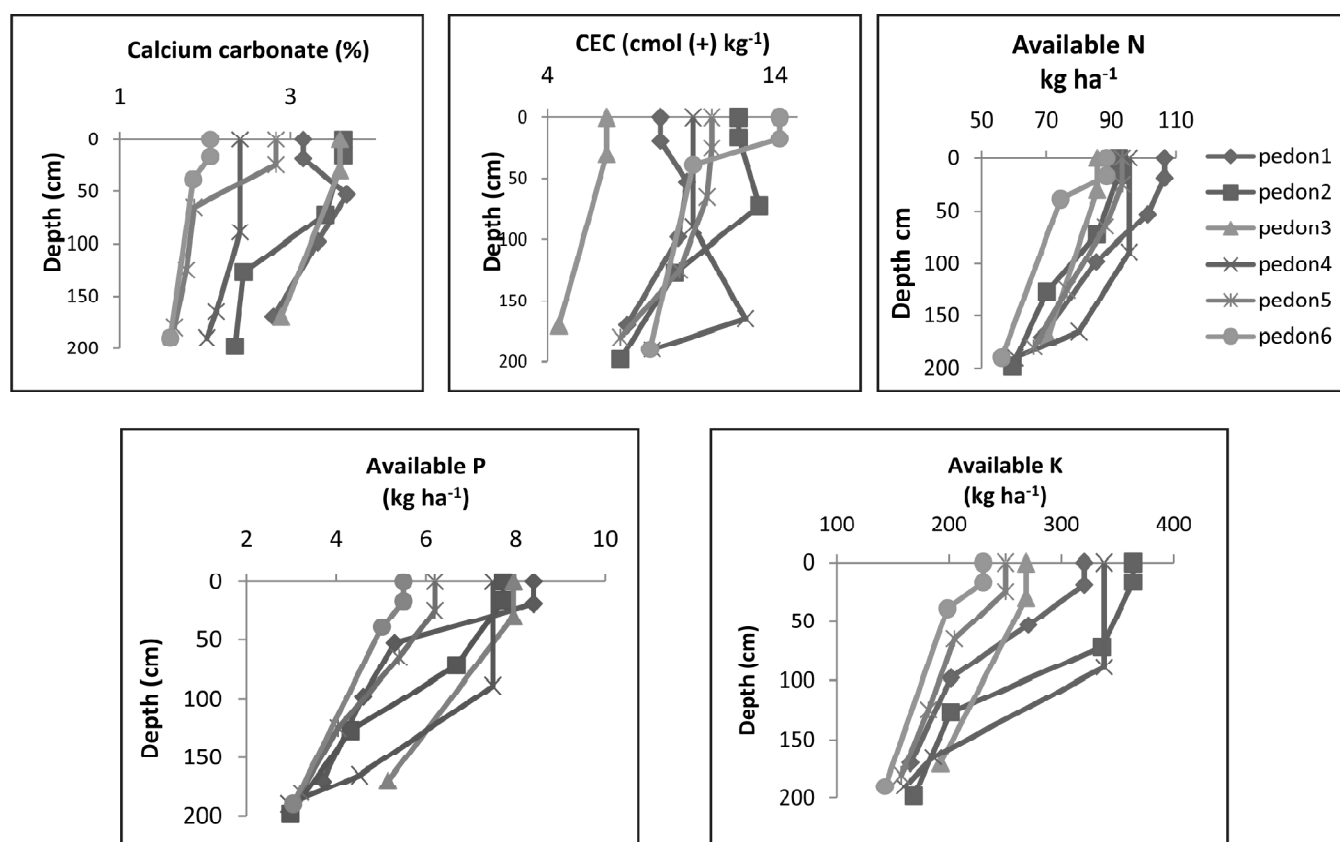 Calcium carbonate (%)
1 3
0
50
100
150
200
Depth (cm)
CEC (cmol (+) kg⁻¹)
4 14
0
50
100
150
200
Depth (cm)
Available N
kg ha⁻¹
50 70 90 110
0
50
100
150
200
Depth cm
pedon1
pedon2
pedon3
pedon4
pedon5
pedon6
Available P
(kg ha⁻¹)
2 4 6 8 10
0
50
100
150
200
Depth (cm)
Available K
(kg ha⁻¹)
100 200 300 400
0
50
100
150
200
Depth (cm)